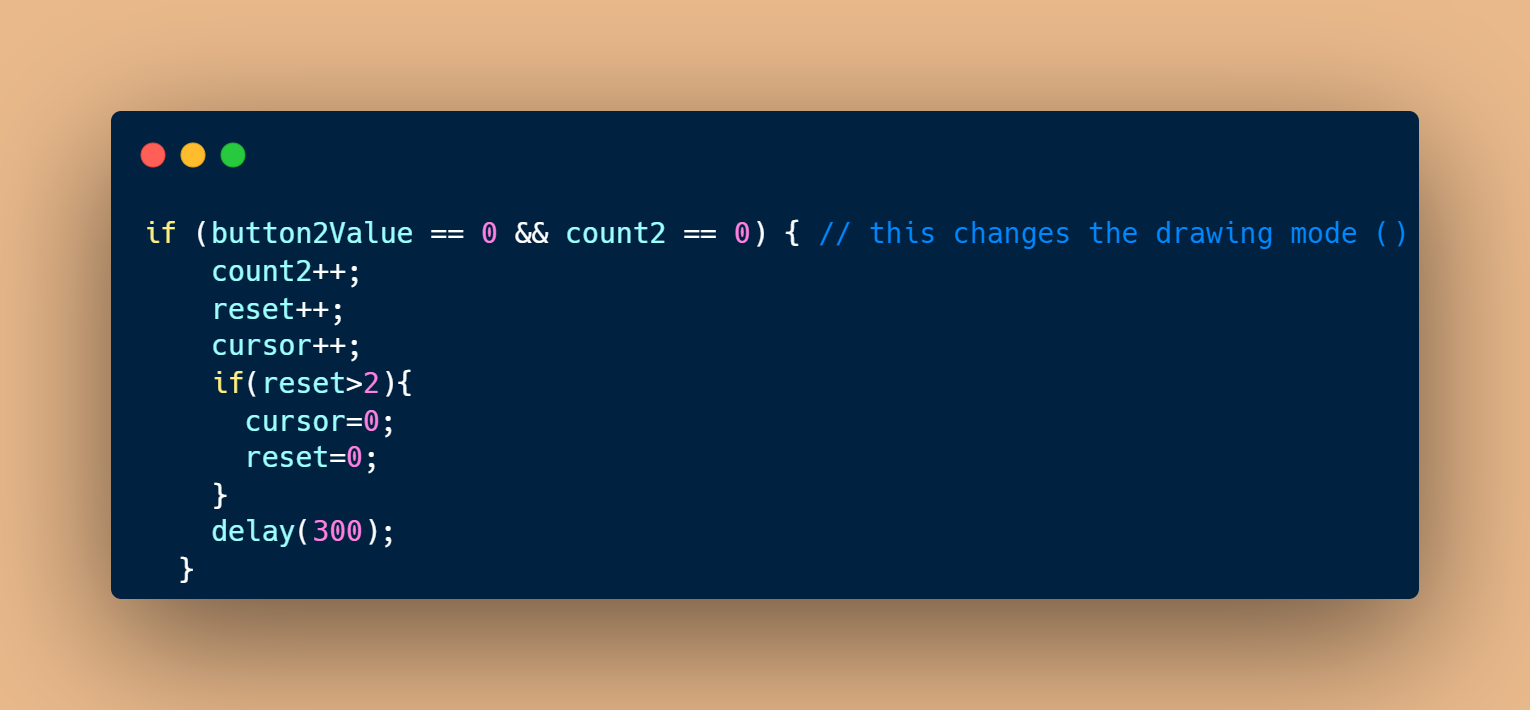 if (button2Value == 0 && count2 == 0) { // this changes the drawing mode ()
    count2++;
    reset++;
    cursor++;
    if(reset>2){
      cursor=0;
      reset=0;
    }
    delay(300);
  }